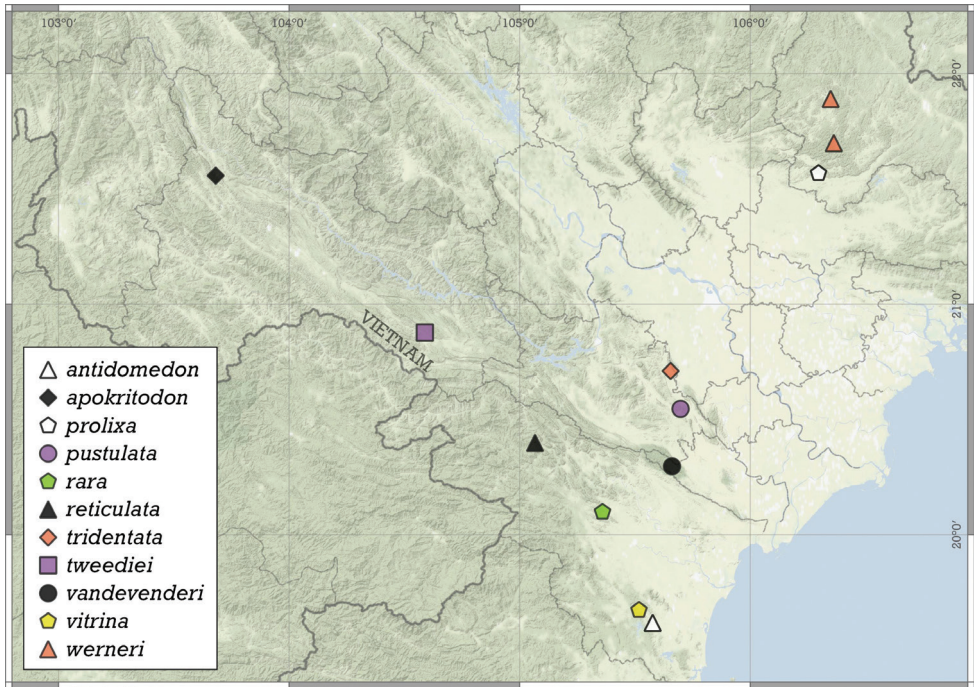 103°0' 104°0' 105°0' 106°0'
22°0'
21°0'
VIETNAM
20°0'
antidomedon
apokritodon
prolixa
pustulata
rara
reticulata
tridentata
tweediei
vandevenderi
vitrina
werneri